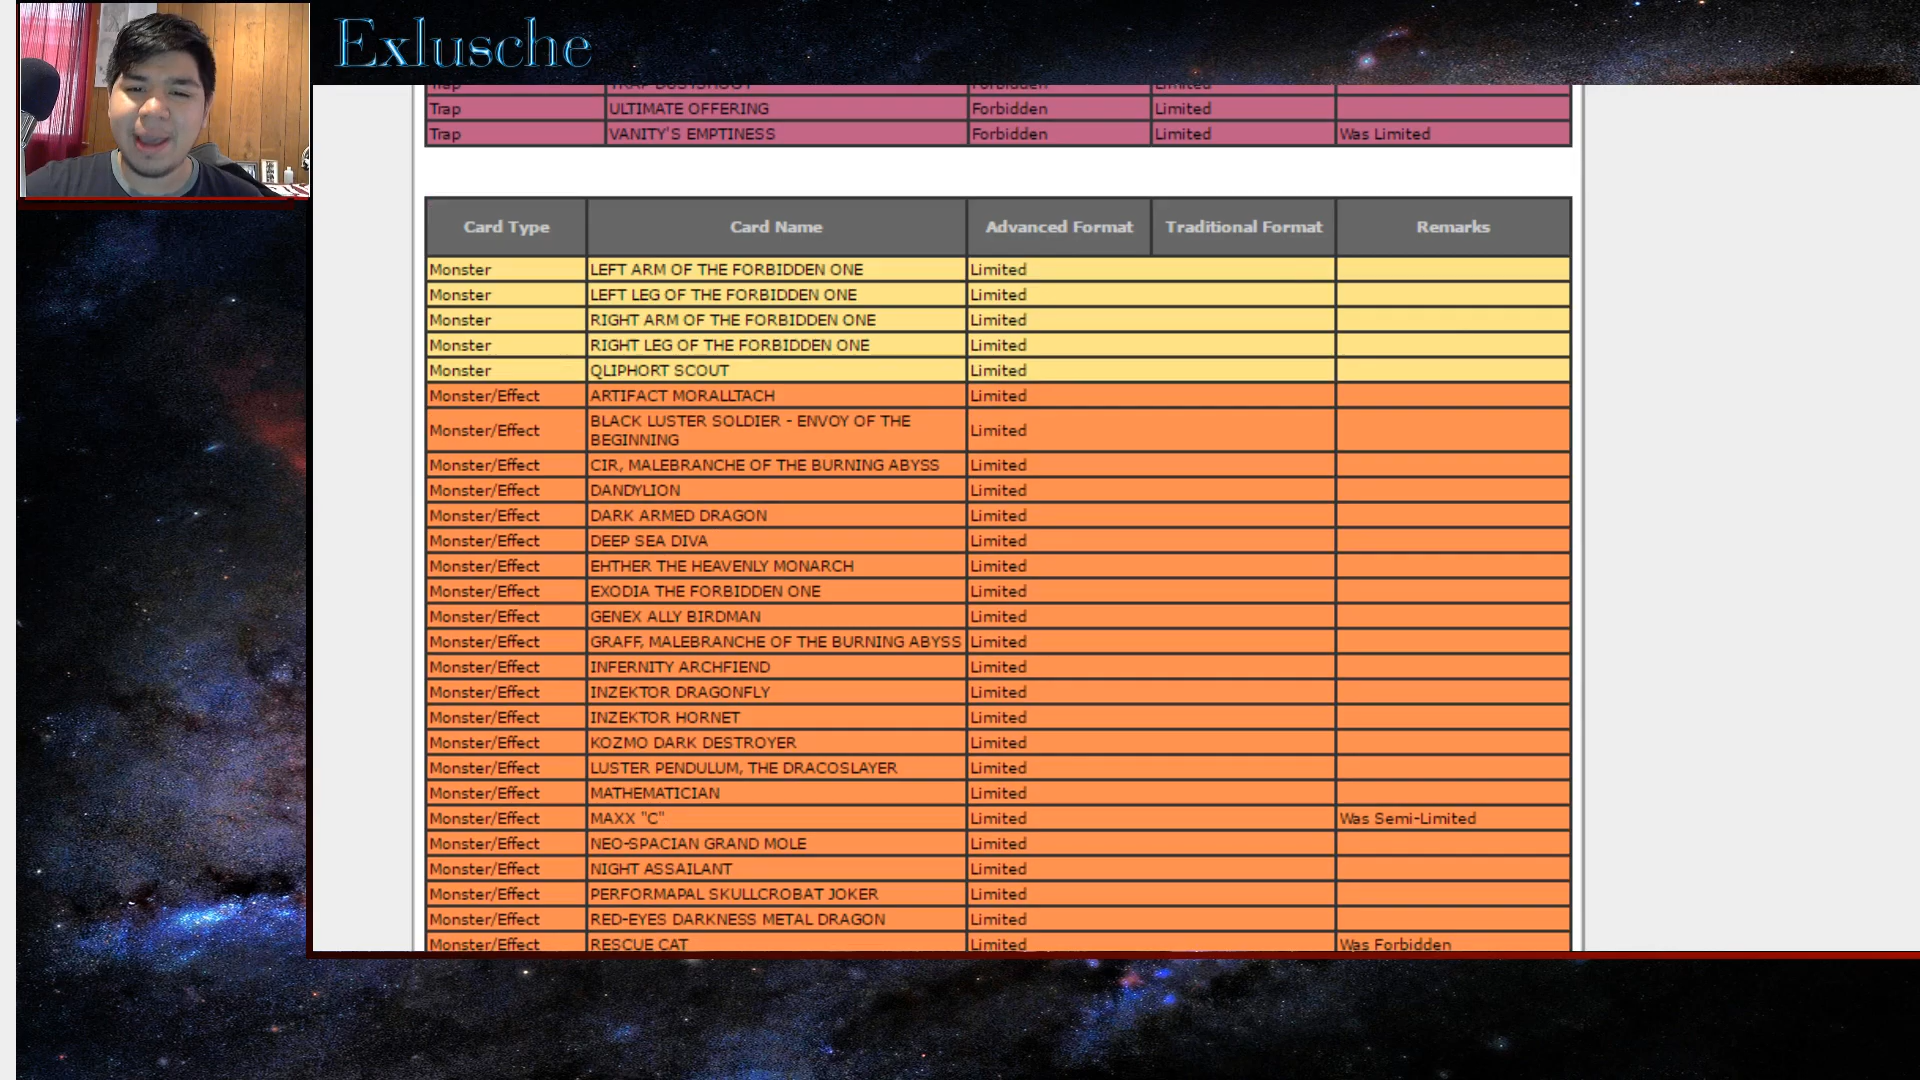 Exlusche
Trap TRAP DUSTSHOOT Forbidden Limited
Trap ULTIMATE OFFERING Forbidden Limited
Trap VANITY'S EMPTINESS Forbidden Limited Was Limited
Card Type Card Name Advanced Format Traditional Format Remarks
Monster LEFT ARM OF THE FORBIDDEN ONE Limited
Monster LEFT LEG OF THE FORBIDDEN ONE Limited
Monster RIGHT ARM OF THE FORBIDDEN ONE Limited
Monster RIGHT LEG OF THE FORBIDDEN ONE Limited
Monster QLIPHORT SCOUT Limited
Monster/Effect ARTIFACT MORALLTACH Limited
Monster/Effect BLACK LUSTER SOLDIER - ENVOY OF THE
BEGINNING Limited
Monster/Effect CIR, MALEBRANCHE OF THE BURNING ABYSS Limited
Monster/Effect DANDYLION Limited
Monster/Effect DARK ARMED DRAGON Limited
Monster/Effect DEEP SEA DIVA Limited
Monster/Effect EHTHER THE HEAVENLY MONARCH Limited
Monster/Effect EXODIA THE FORBIDDEN ONE Limited
Monster/Effect GENEX ALLY BIRDMAN Limited
Monster/Effect GRAFF, MALEBRANCHE OF THE BURNING ABYSS Limited
Monster/Effect INFERNITY ARCHFIEND Limited
Monster/Effect INZEKTOR DRAGONFLY Limited
Monster/Effect INZEKTOR HORNET Limited
Monster/Effect KOZMO DARK DESTROYER Limited
Monster/Effect LUSTER PENDULUM, THE DRACOSLAYER Limited
Monster/Effect MATHEMATICIAN Limited
Monster/Effect MAXX "C" Limited Was Semi-Limited
Monster/Effect NEO-SPACIAN GRAND MOLE Limited
Monster/Effect NIGHT ASSAILANT Limited
Monster/Effect PERFORMAPAL SKULLCROBAT JOKER Limited
Monster/Effect RED-EYES DARKNESS METAL DRAGON Limited
Monster/Effect RESCUE CAT Limited Was Forbidden